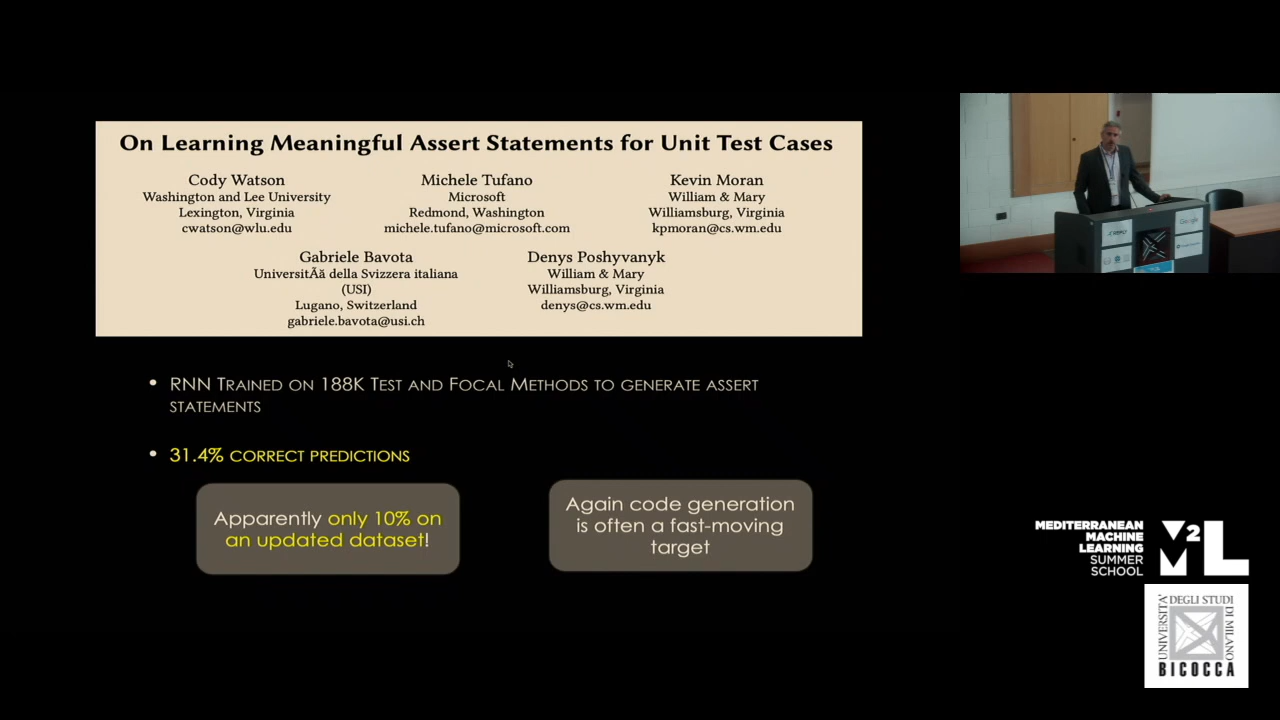 On Learning Meaningful Assert Statements for Unit Test Cases
Cody Watson
Washington and Lee University
Lexington, Virginia
cwatson@wlu.edu
Michele Tufano
Microsoft
Redmond, Washington
michele.tufano@microsoft.com
Kevin Moran
William & Mary
Williamsburg, Virginia
kpmoran@cs.wm.edu
Gabriele Bavota
UniversitÃă della Svizzera italiana
(USI)
Lugano, Switzerland
gabriele.bavota@usi.ch
Denys Poshyvanyk
William & Mary
Williamsburg, Virginia
denys@cs.wm.edu
• RNN Trained on 188K Test and Focal Methods to generate assert
statements
• 31.4% correct predictions
Apparently only 10% on
an updated dataset!
Again code generation
is often a fast-moving
target
Google
MEDITERRANEAN
MACHINE
LEARNING
SUMMER
SCHOOL
M2L
UNIVERSITA'
DEGLI STUDI
DI MILANO
BICOCCA